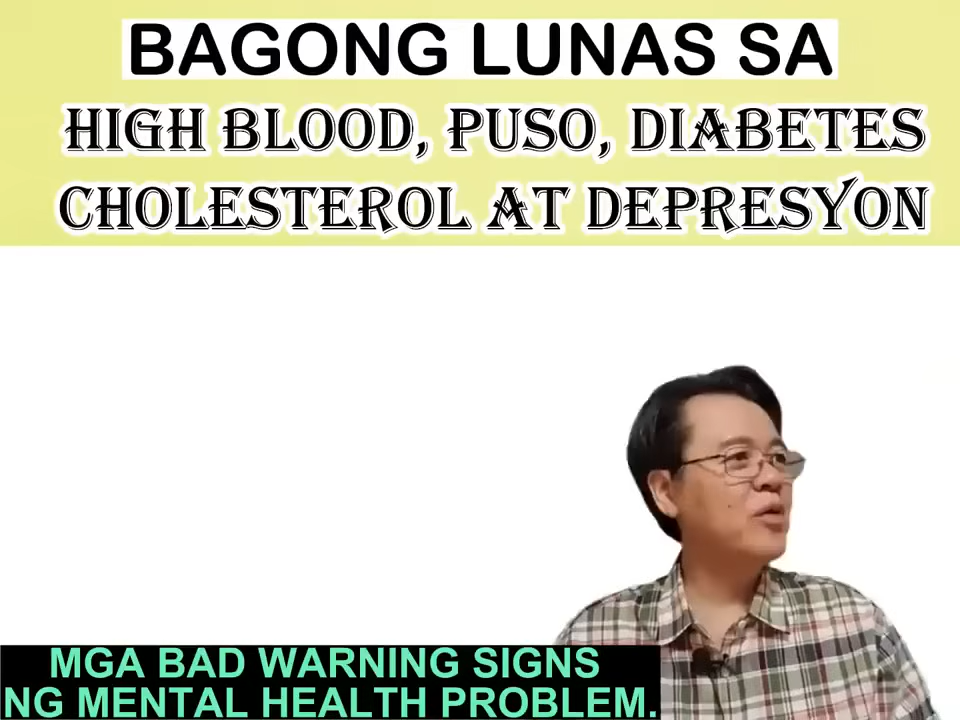 BAGONG LUNAS SA
HIGH BLOOD, PUSO, DIABETES
CHOLESTEROL AT DEPRESYON
MGA BAD WARNING SIGNS
NG MENTAL HEALTH PROBLEM.